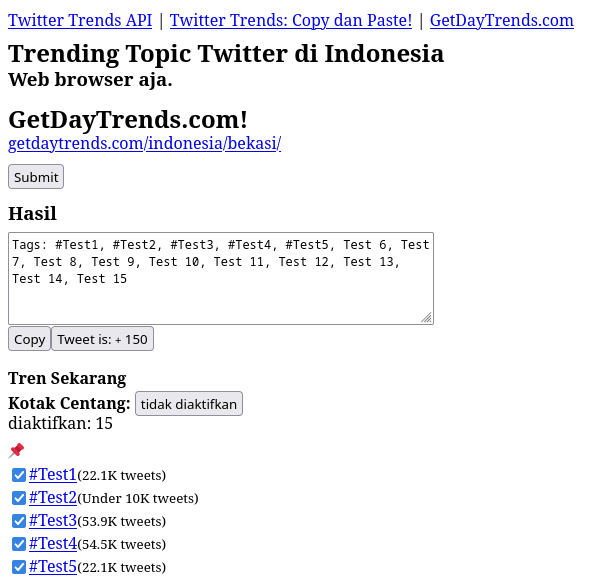 Twitter Trends API | Twitter Trends: Copy dan Paste! | GetDayTrends.com
Trending Topic Twitter di Indonesia
Web browser aja.
GetDayTrends.com!
getdaytrends.com/indonesia/bekasi/
Submit
Hasil
Tags: #Test1, #Test2, #Test3, #Test4, #Test5, Test 6, Test
7, Test 8, Test 9, Test 10, Test 11, Test 12, Test 13,
Test 14, Test 15
Copy Tweet is: + 150
Tren Sekarang
Kotak Centang: tidak diaktifkan
diaktifkan: 15
#Test1(22.1K tweets)
#Test2(Under 10K tweets)
#Test3(53.9K tweets)
#Test4(54.5K tweets)
#Test5(22.1K tweets)